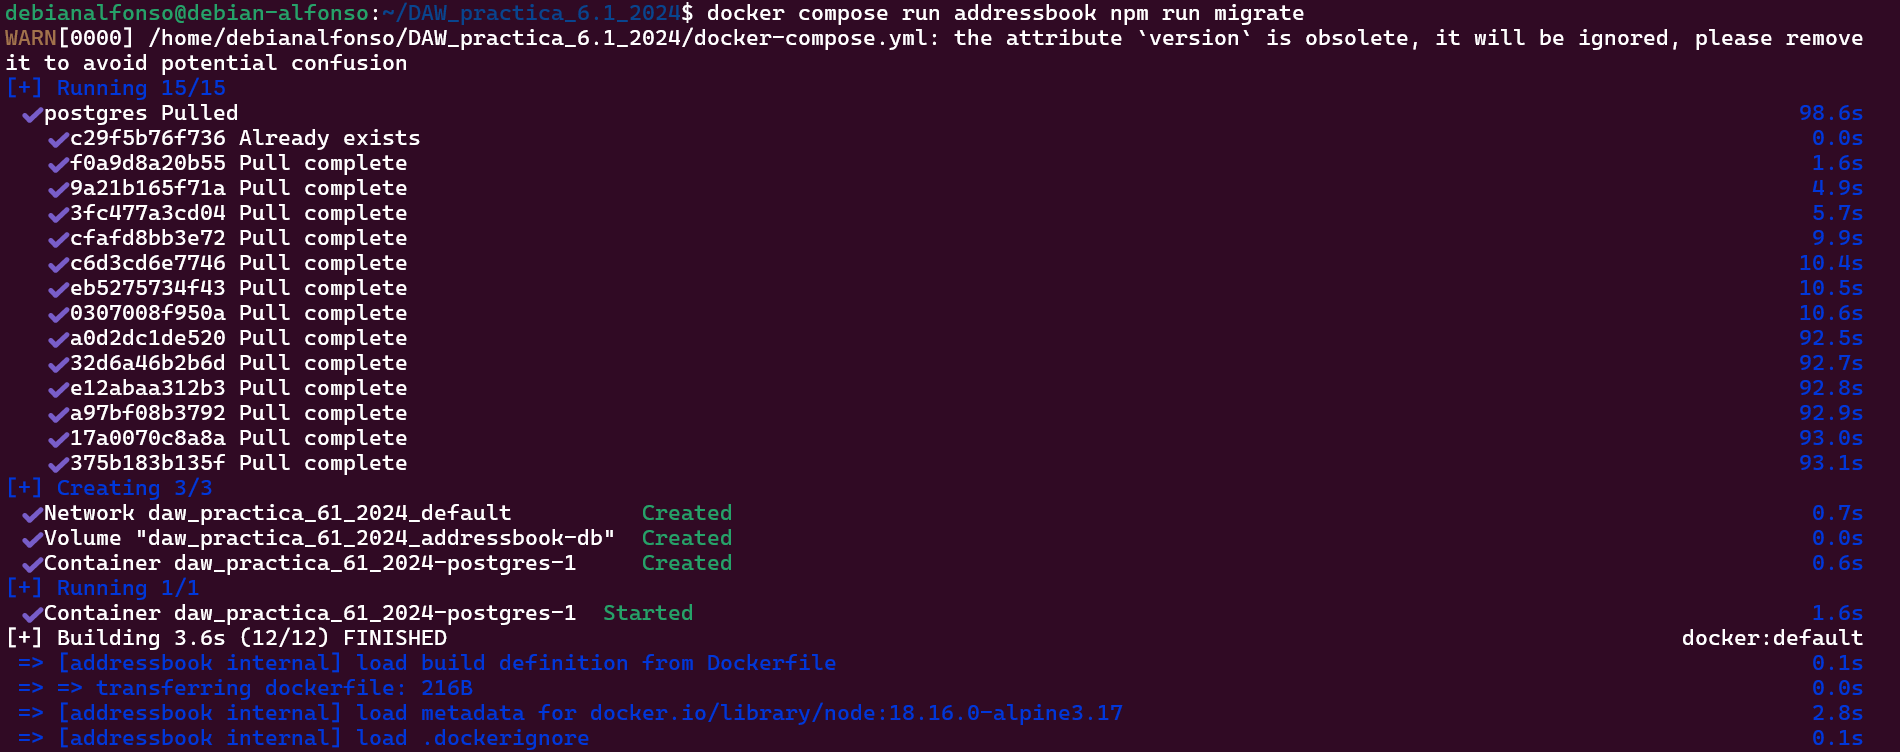 debianalfonso@debian-alfonso:~/DAW_practica_6.1_2024$ docker compose run addressbook npm run migrate
WARN[0000] /home/debianalfonso/DAW_practica_6.1_2024/docker-compose.yml: the attribute `version` is obsolete, it will be ignored, please remove
it to avoid potential confusion
[+] Running 15/15
✔postgres Pulled 98.6s
✔c29f5b76f736 Already exists 0.0s
✔f0a9d8a20b55 Pull complete 1.6s
✔9a21b165f71a Pull complete 4.9s
✔3fc477a3cd04 Pull complete 5.7s
✔cfafd8bb3e72 Pull complete 9.9s
✔c6d3cd6e7746 Pull complete 10.4s
✔eb5275734f43 Pull complete 10.5s
✔0307008f950a Pull complete 10.6s
✔a0d2dc1de520 Pull complete 92.5s
✔32d6a46b2b6d Pull complete 92.7s
✔e12abaa312b3 Pull complete 92.8s
✔a97bf08b3792 Pull complete 92.9s
✔17a0070c8a8a Pull complete 93.0s
✔375b183b135f Pull complete 93.1s
[+] Creating 3/3
✔Network daw_practica_61_2024_default Created 0.7s
✔Volume "daw_practica_61_2024_addressbook-db" Created 0.0s
✔Container daw_practica_61_2024-postgres-1 Created 0.6s
[+] Running 1/1
✔Container daw_practica_61_2024-postgres-1 Started 1.6s
[+] Building 3.6s (12/12) FINISHED docker:default
=> [addressbook internal] load build definition from Dockerfile 0.1s
=> => transferring dockerfile: 216B 0.0s
=> [addressbook internal] load metadata for docker.io/library/node:18.16.0-alpine3.17 2.8s
=> [addressbook internal] load .dockerignore 0.1s